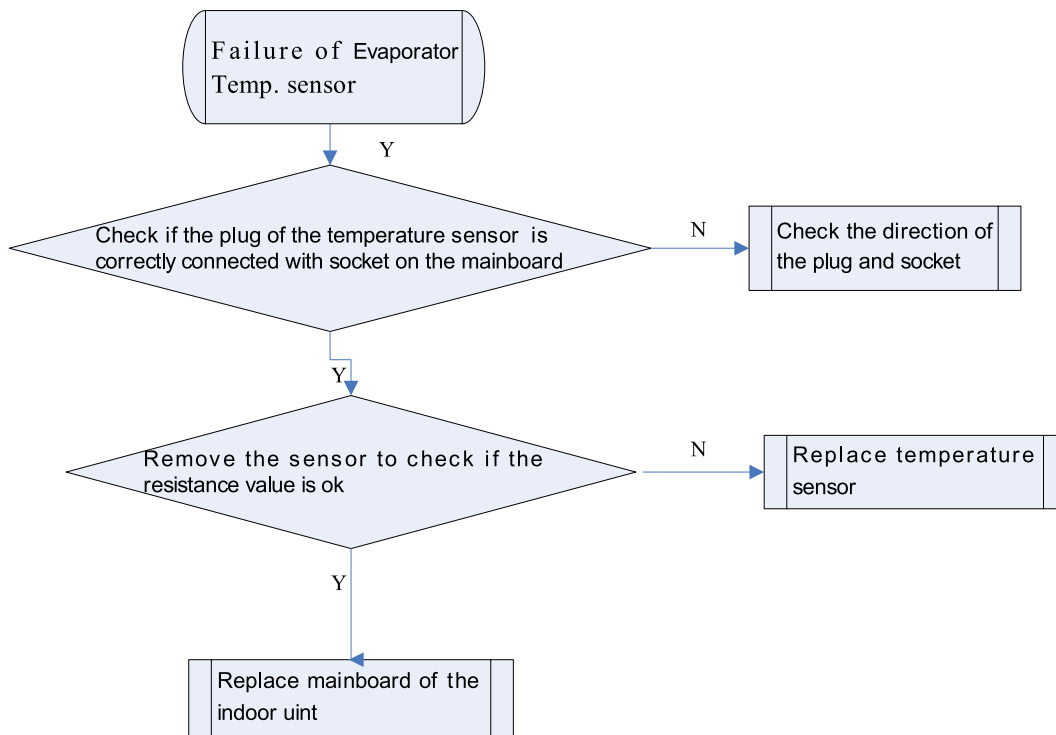 Failure of Evaporator
Temp. sensor
Y
Check if the plug of the temperature sensor is
correctly connected with socket on the mainboard
N
Check the direction of
the plug and socket
Y
Remove the sensor to check if the
resistance value is ok
N
Replace temperature
sensor
Y
Replace mainboard of the
indoor uint